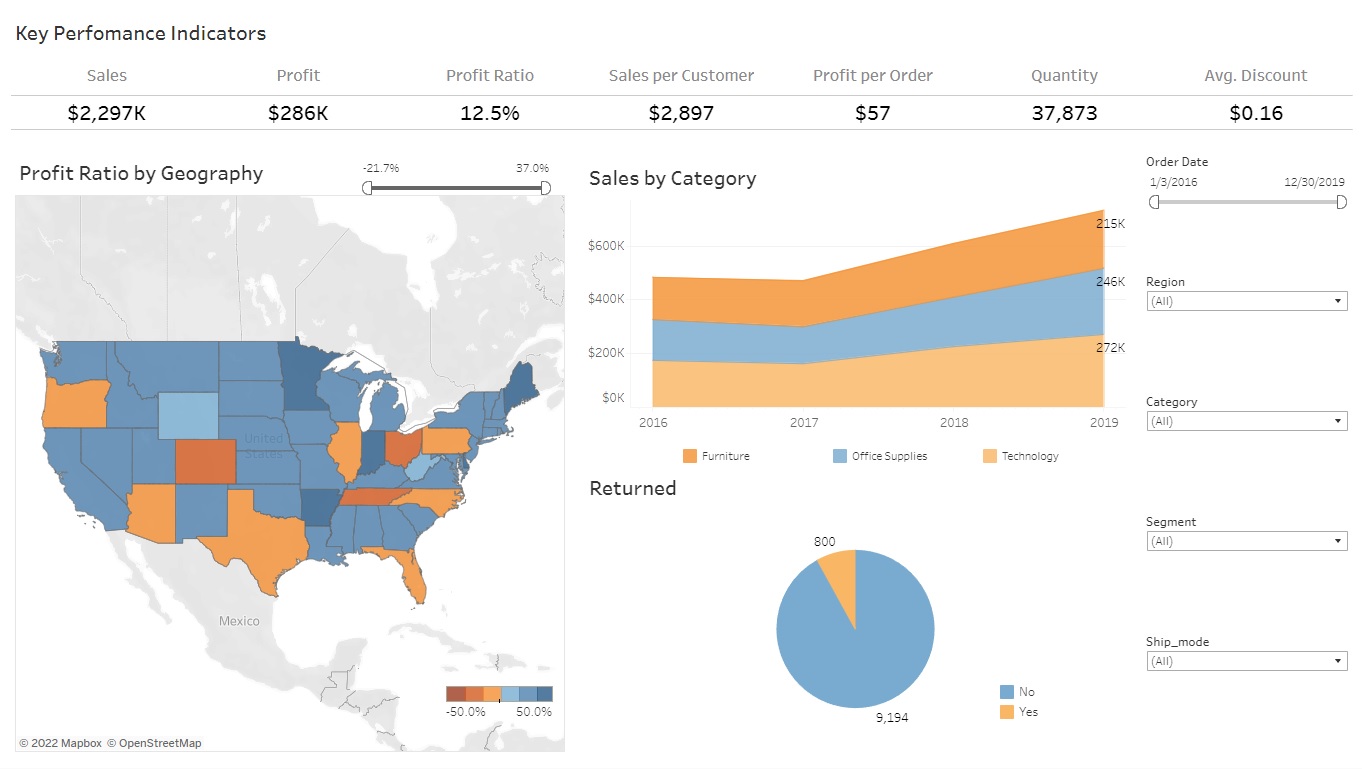 Key Perfomance Indicators
Sales Profit Profit Ratio Sales per Customer Profit per Order Quantity Avg. Discount
$2,297K $286K 12.5% $2,897 $57 37,873 $0.16
Profit Ratio by Geography
-21.7% 37.0%
United
States
Mexico
-50.0% 50.0%
© 2022 Mapbox © OpenStreetMap
Sales by Category
$600K
$400K
$200K
$0K
215K
246K
272K
2016 2017 2018 2019
Furniture Office Supplies Technology
Returned
800
9,194
No
Yes
Order Date
1/3/2016 12/30/2019
Region
(All)
Category
(All)
Segment
(All)
Ship_mode
(All)